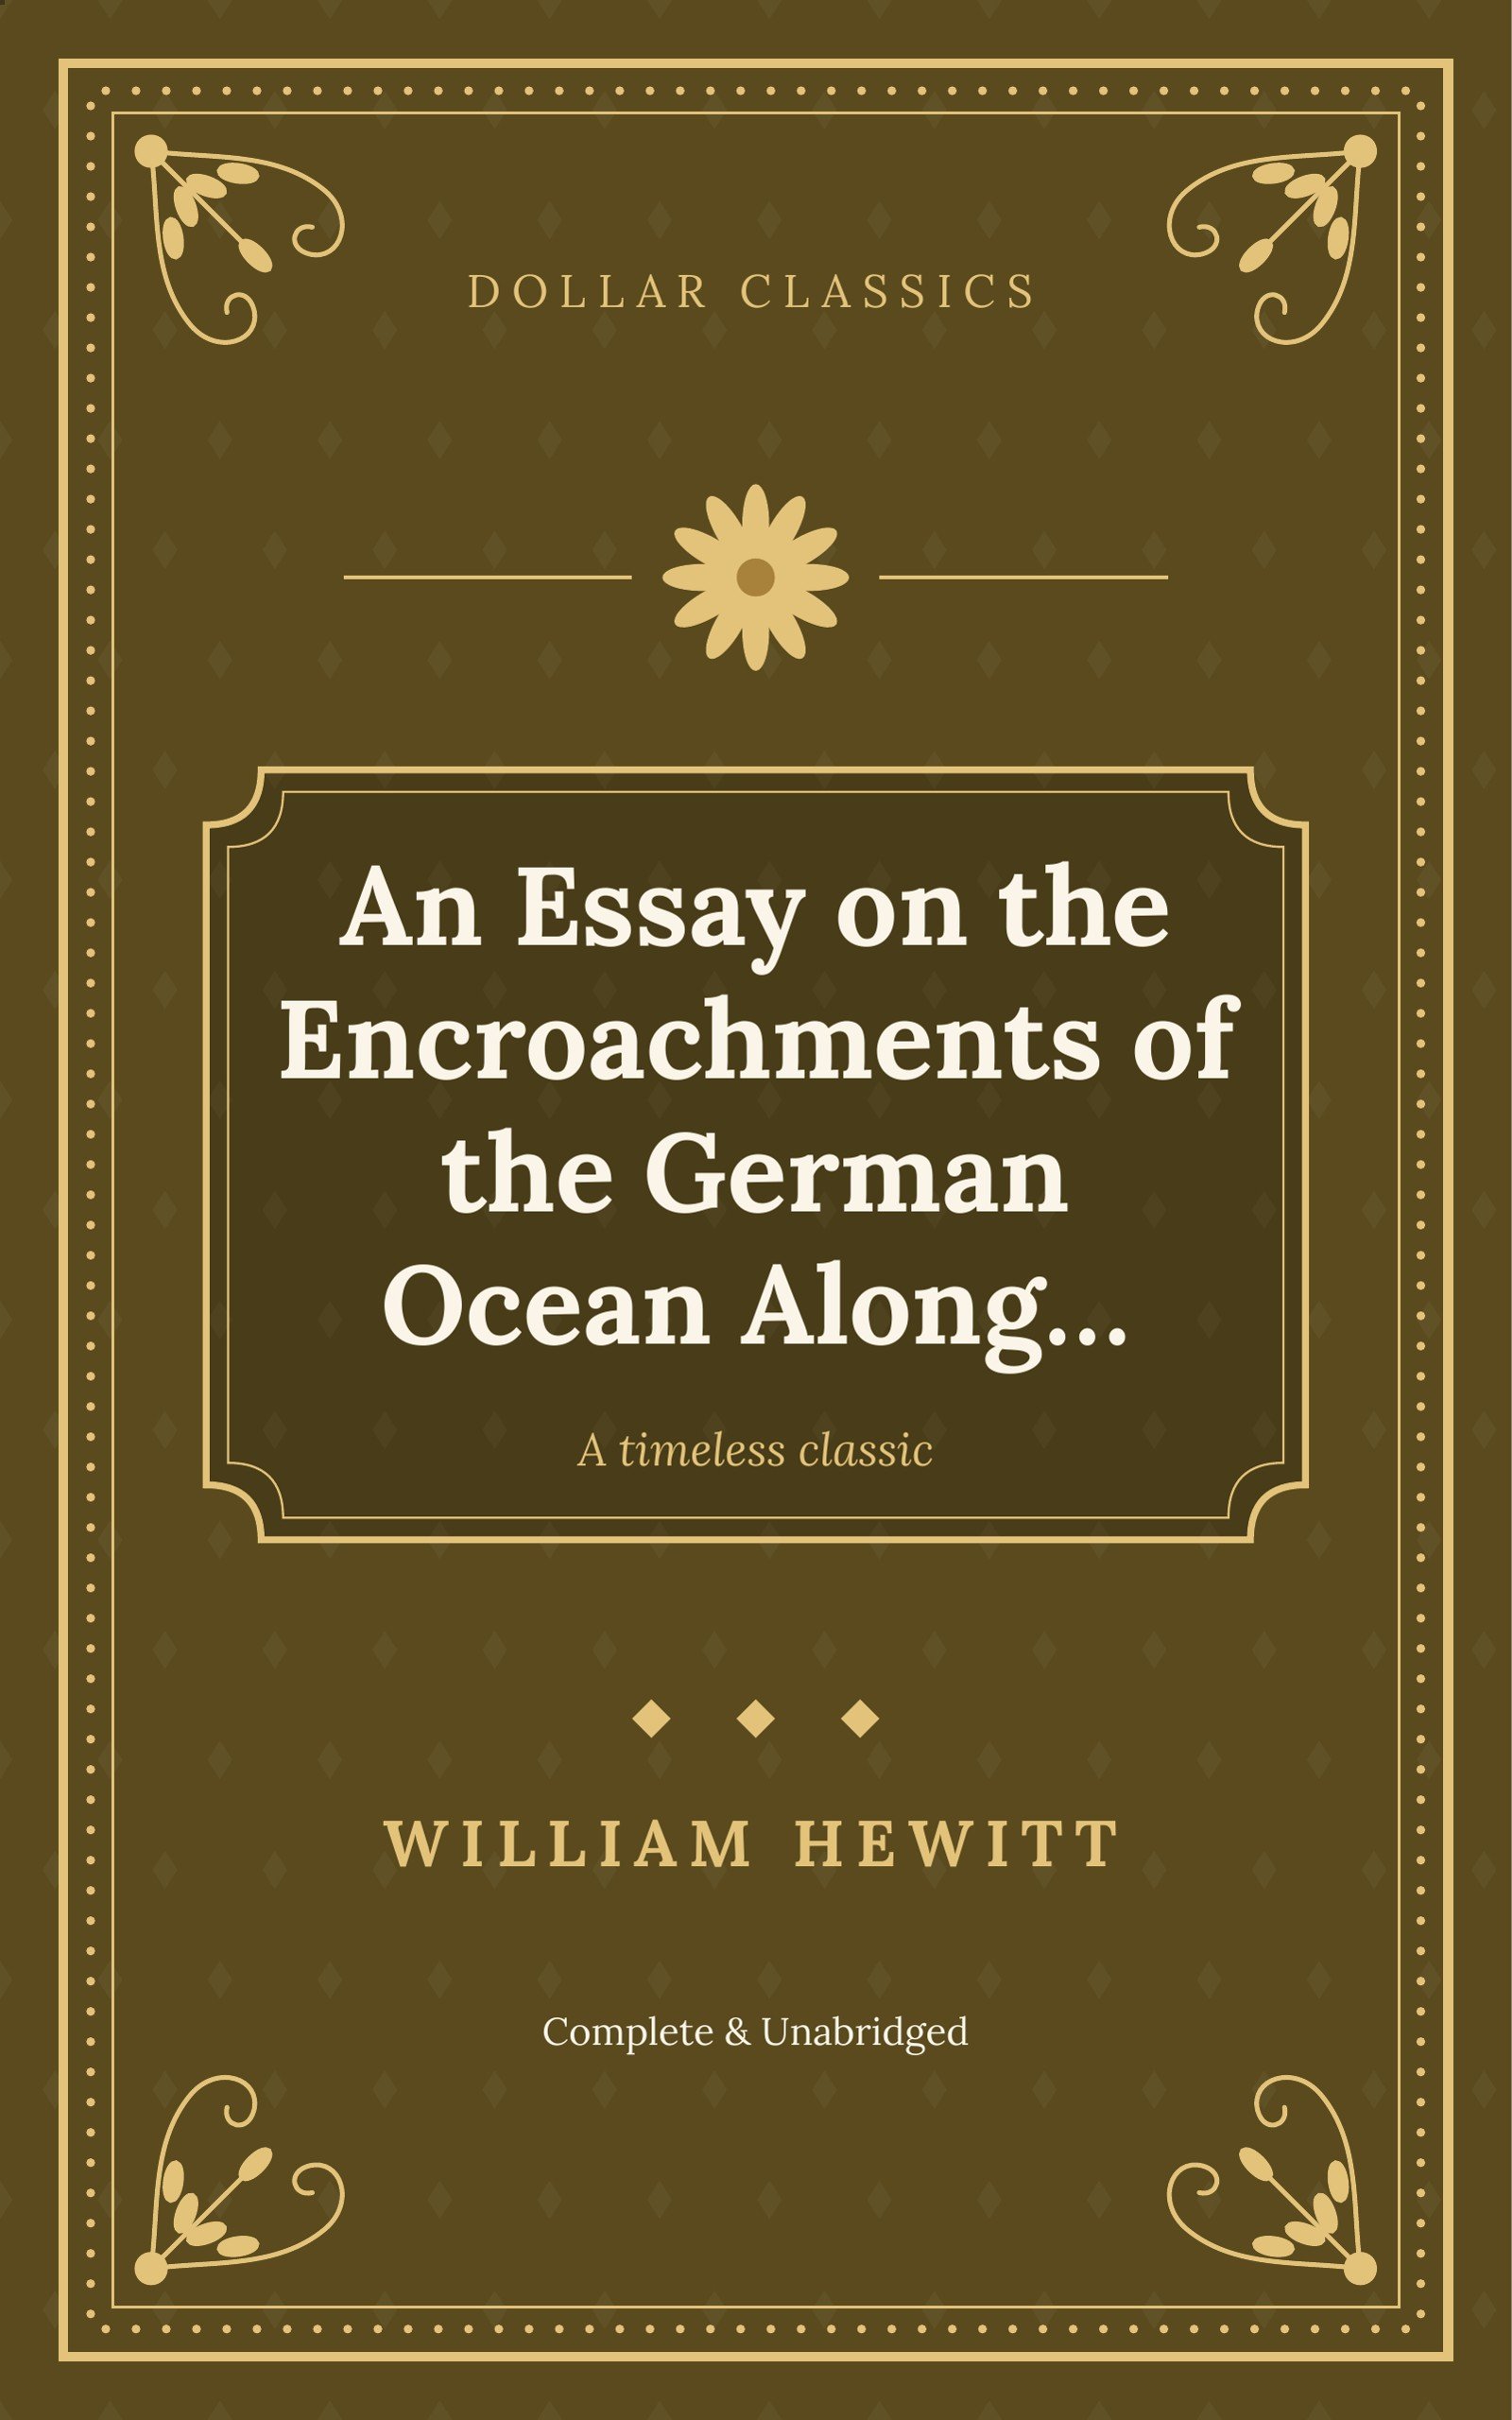 DOLLAR CLASSICS
An Essay on the
Encroachments of
the German
Ocean Along...
A timeless classic
WILLIAM HEWITT
Complete & Unabridged